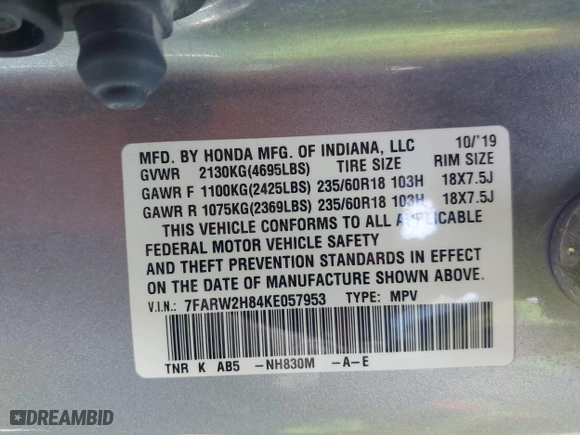 MFD. BY HONDA MFG. OF INDIANA, LLC 10/'19
GVWR 2130KG(4695LBS) TIRE SIZE RIM SIZE
GAWR F 1100KG(2425LBS) 235/60R18 103H 18X7.5J
GAWR R 1075KG(2369LBS) 235/60R18 103H 18X7.5J
THIS VEHICLE CONFORMS TO ALL APPLICABLE
FEDERAL MOTOR VEHICLE SAFETY
AND THEFT PREVENTION STANDARDS IN EFFECT
ON THE DATE OF MANUFACTURE SHOWN ABOVE.
V.I.N.: 7FARW2H84KE057953 TYPE: MPV
TNR K AB5 -NH830M -A-E
DREAMBID